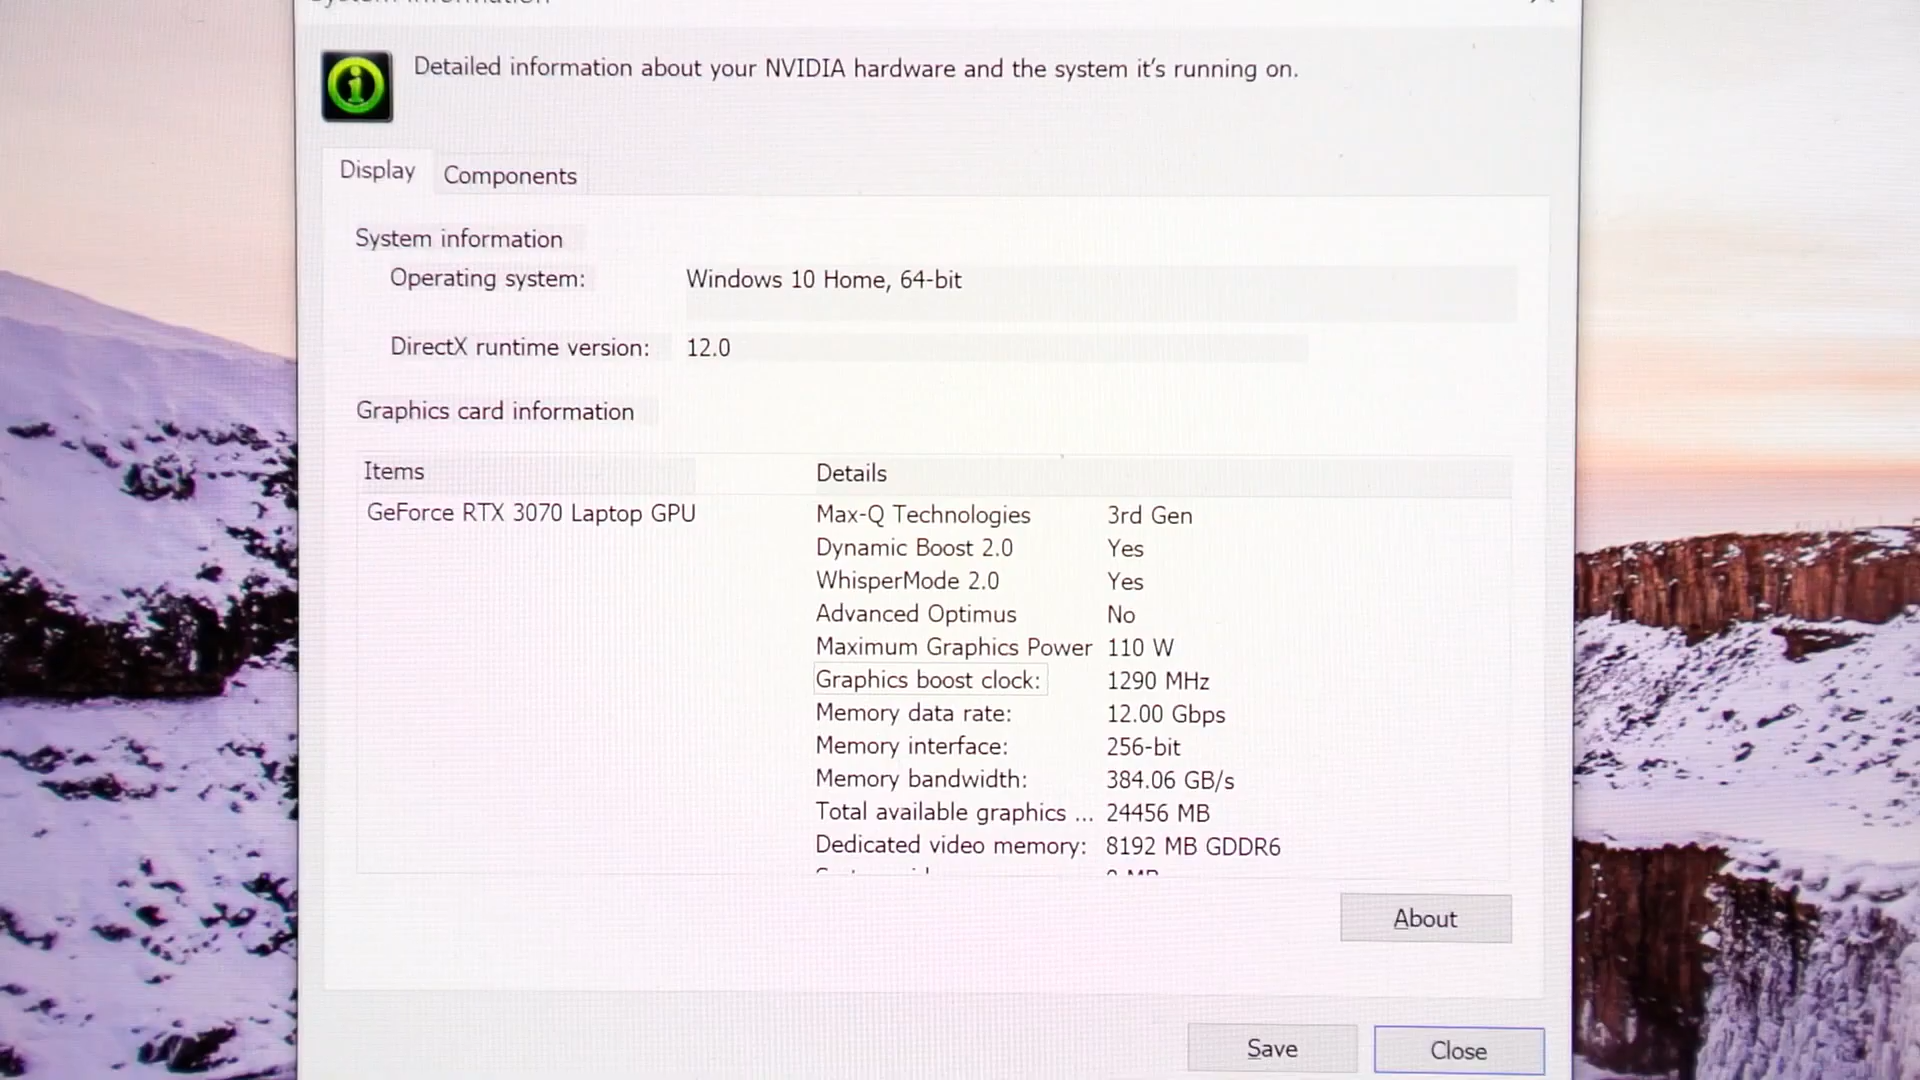 System Information
Detailed information about your NVIDIA hardware and the system it's running on.
Display
Components
System information
Operating system: Windows 10 Home, 64-bit
DirectX runtime version: 12.0
Graphics card information
Items Details
GeForce RTX 3070 Laptop GPU Max-Q Technologies 3rd Gen
Dynamic Boost 2.0 Yes
WhisperMode 2.0 Yes
Advanced Optimus No
Maximum Graphics Power 110 W
Graphics boost clock: 1290 MHz
Memory data rate: 12.00 Gbps
Memory interface: 256-bit
Memory bandwidth: 384.06 GB/s
Total available graphics ... 24456 MB
Dedicated video memory: 8192 MB GDDR6
About
Save
Close